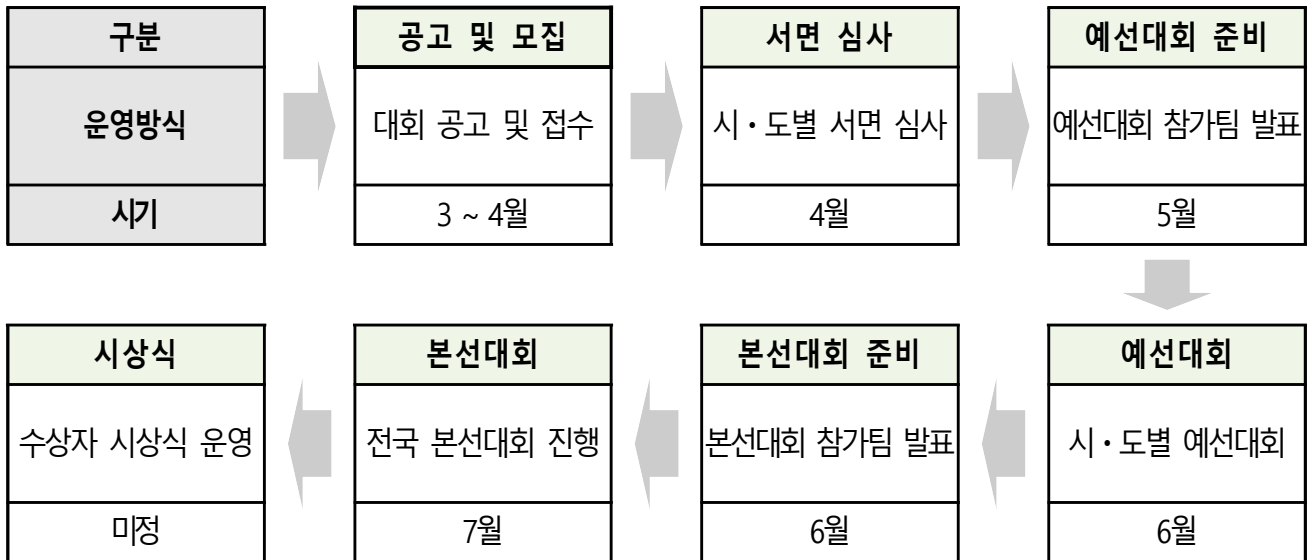 구분
운영방식
시기
공고 및 모집
대회 공고 및 접수
3 ~ 4월
서면 심사
시・도별 서면 심사
4월
예선대회 준비
예선대회 참가팀 발표
5월
예선대회
시・도별 예선대회
6월
본선대회 준비
본선대회 참가팀 발표
6월
본선대회
전국 본선대회 진행
7월
시상식
수상자 시상식 운영
미정